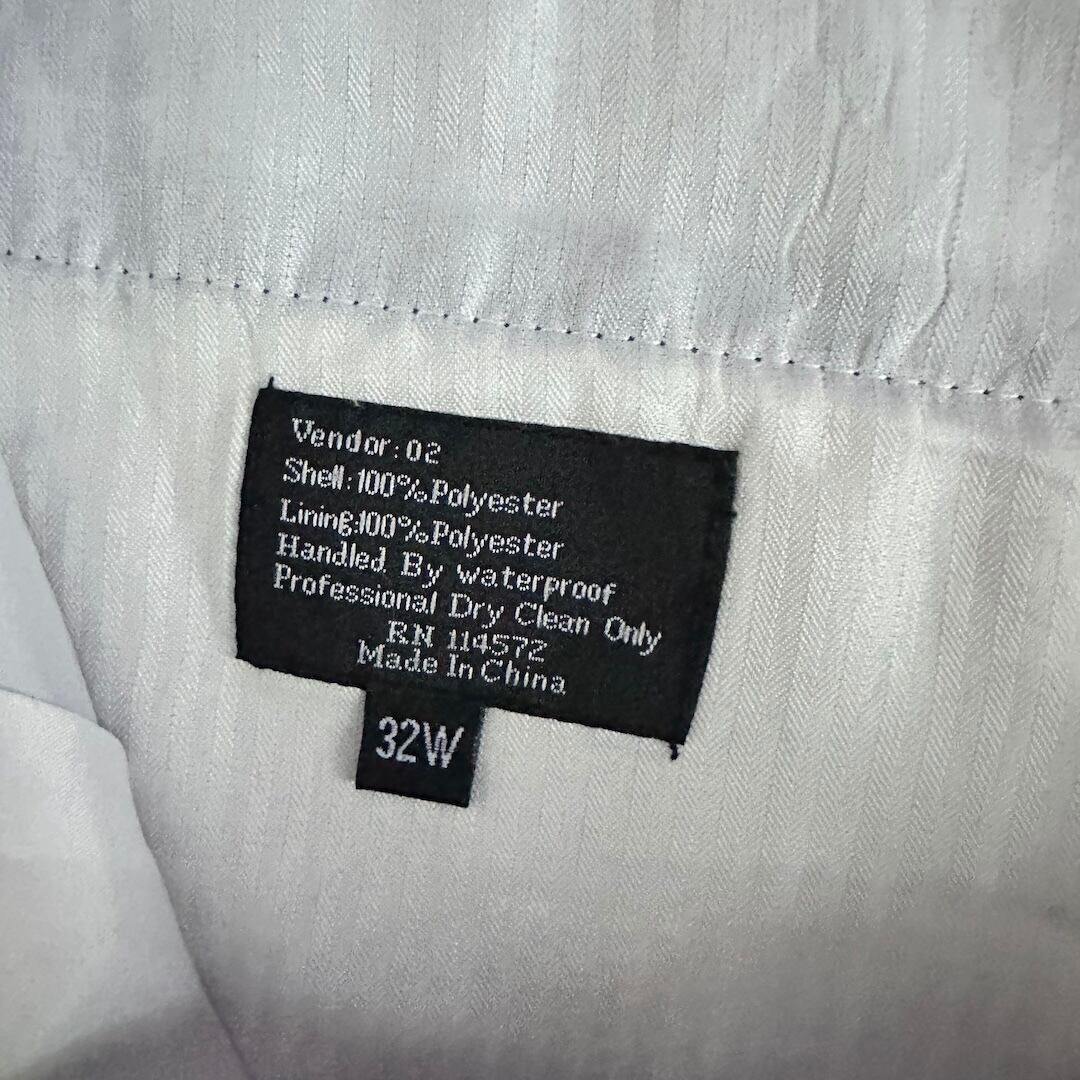 Vendor:02
Shell:100%Polyester
Lining:100%Polyester
Handled By waterproof
Professional Dry Clean Only
RN 114572
Made In China
32W